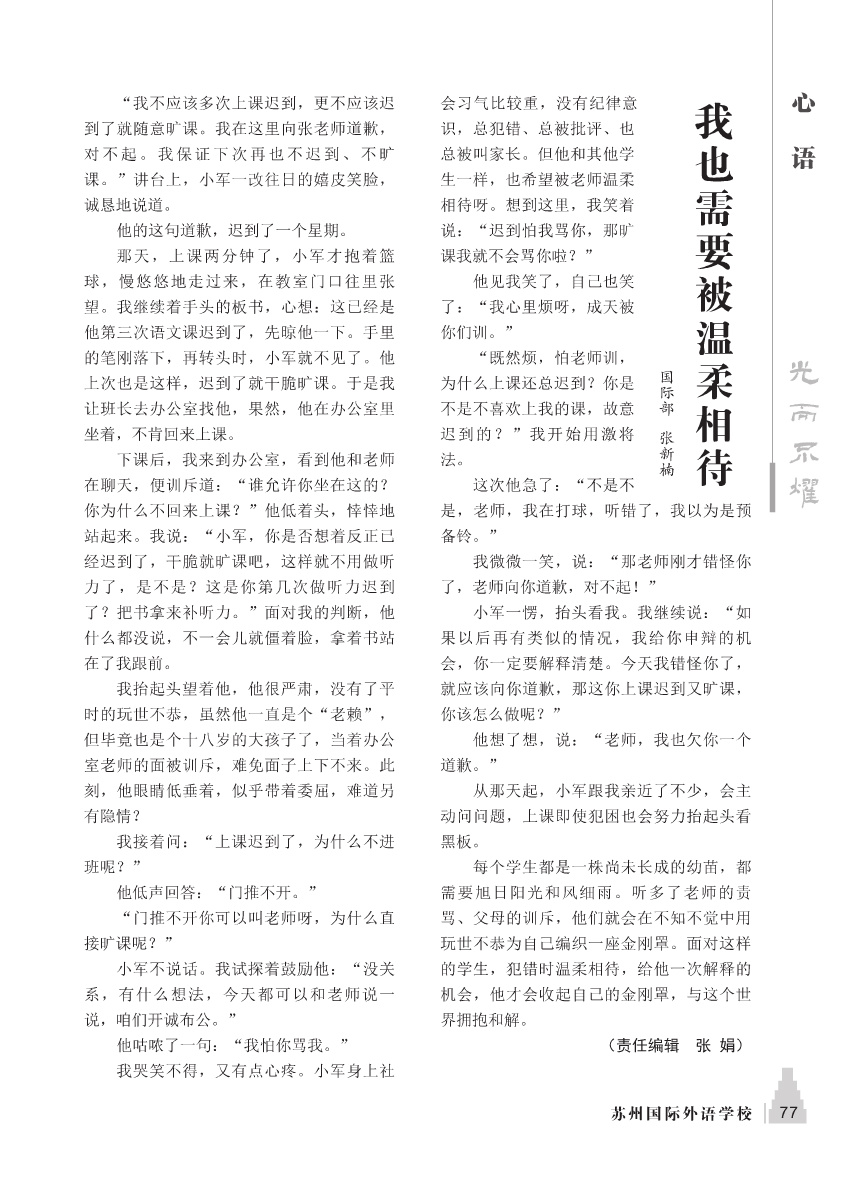 心语
光而不耀
我也需要被温柔相待
国际部 张新楠
“我不应该多次上课迟到，更不应该迟
到了就随意旷课。我在这里向张老师道歉，
对不起。我保证下次再也不迟到、不旷
课。”讲台上，小军一改往日的嬉皮笑脸，
诚恳地说道。
他的这句道歉，迟到了一个星期。
那天，上课两分钟了，小军才抱着篮
球，慢悠悠地走过来，在教室门口往里张
望。我继续着手头的板书，心想：这已经是
他第三次语文课迟到了，先晾他一下。手里
的笔刚落下，再转头时，小军就不见了。他
上次也是这样，迟到了就干脆旷课。于是我
让班长去办公室找他，果然，他在办公室里
坐着，不肯回来上课。
下课后，我来到办公室，看到他和老师
在聊天，便训斥道：“谁允许你坐在这的？
你为什么不回来上课？”他低着头，悻悻地
站起来。我说：“小军，你是否想着反正已
经迟到了，干脆就旷课吧，这样就不用做听
力了，是不是？这是你第几次做听力迟到
了？把书拿来补听力。”面对我的判断，他
什么都没说，不一会儿就僵着脸，拿着书站
在了我跟前。
我抬起头望着他，他很严肃，没有了平
时的玩世不恭，虽然他一直是个“老赖”，
但毕竟也是个十八岁的大孩子了，当着办公
室老师的面被训斥，难免面子上下不来。此
刻，他眼睛低垂着，似乎带着委屈，难道另
有隐情？
我接着问：“上课迟到了，为什么不进
班呢？”
他低声回答：“门推不开。”
“门推不开你可以叫老师呀，为什么直
接旷课呢？”
小军不说话。我试探着鼓励他：“没关
系，有什么想法，今天都可以和老师说一
说，咱们开诚布公。”
他咕哝了一句：“我怕你骂我。”
我哭笑不得，又有点心疼。小军身上社
会习气比较重，没有纪律意
识，总犯错、总被批评、也
总被叫家长。但他和其他学
生一样，也希望被老师温柔
相待呀。想到这里，我笑着
说：“迟到怕我骂你，那旷
课我就不会骂你啦？”
他见我笑了，自己也笑
了：“我心里烦呀，成天被
你们训。”
“既然烦，怕老师训，
为什么上课还总迟到？你是
不是不喜欢上我的课，故意
迟到的？”我开始用激将
法。
这次他急了：“不是不
是，老师，我在打球，听错了，我以为是预
备铃。”
我微微一笑，说：“那老师刚才错怪你
了，老师向你道歉，对不起！”
小军一愣，抬头看我。我继续说：“如
果以后再有类似的情况，我给你申辩的机
会，你一定要解释清楚。今天我错怪你了，
就应该向你道歉，那这你上课迟到又旷课，
你该怎么做呢？”
他想了想，说：“老师，我也欠你一个
道歉。”
从那天起，小军跟我亲近了不少，会主
动问问题，上课即使犯困也会努力抬起头看
黑板。
每个学生都是一株尚未长成的幼苗，都
需要旭日阳光和风细雨。听多了老师的责
骂、父母的训斥，他们就会在不知不觉中用
玩世不恭为自己编织一座金刚罩。面对这样
的学生，犯错时温柔相待，给他一次解释的
机会，他才会收起自己的金刚罩，与这个世
界拥抱和解。
（责任编辑 张 娟）
苏州国际外语学校 77